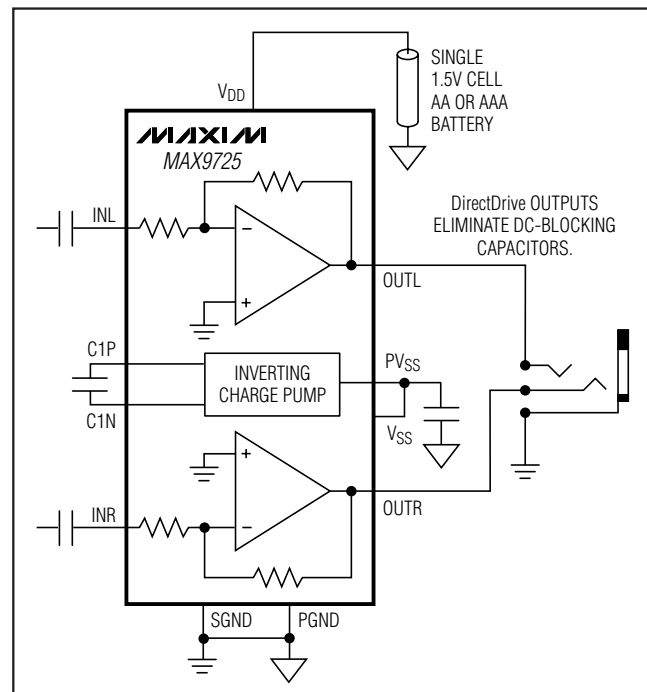 SINGLE
1.5V CELL
AA OR AAA
BATTERY
VDD
MAXIM
MAX9725
DirectDrive OUTPUTS
ELIMINATE DC-BLOCKING
CAPACITORS.
INL
−
+
OUTL
C1P
C1N
INVERTING
CHARGE PUMP
PVSS
VSS
+
−
INR
OUTR
SGND
PGND